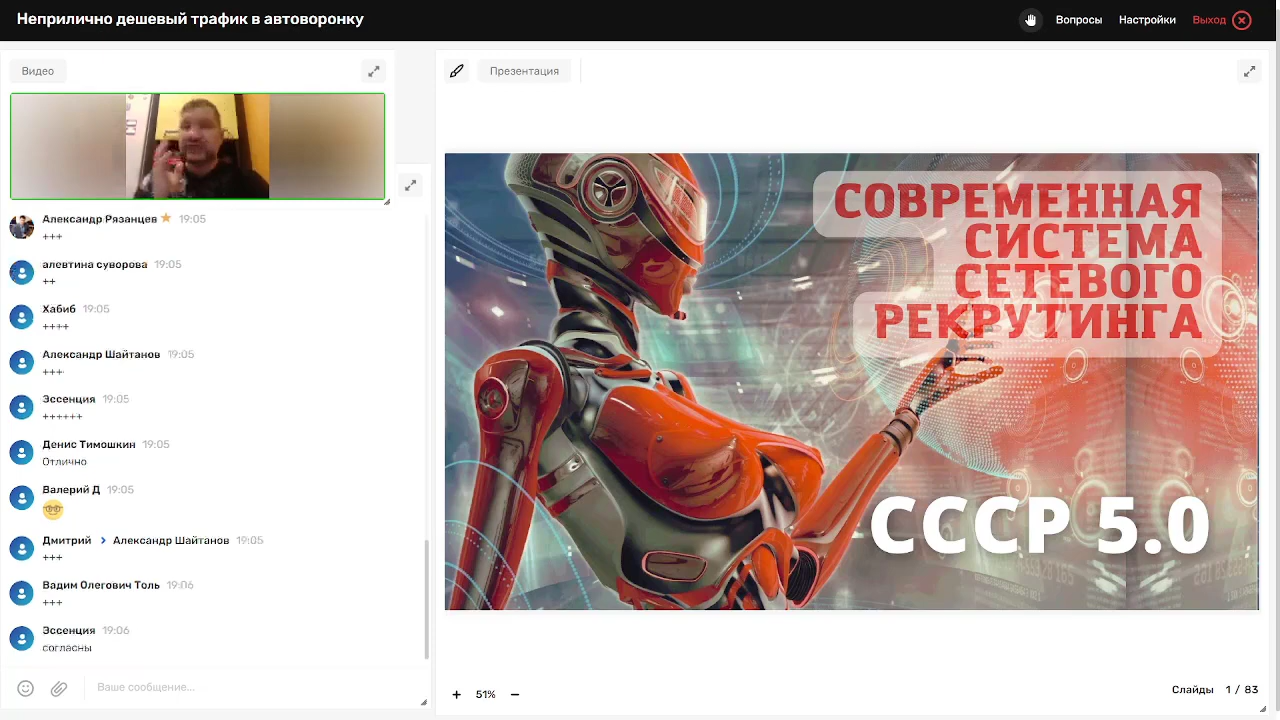 Неприлично дешевый трафик в автоворонку
Вопросы
Настройки
Выход
Видео
Презентация
Александр Рязанцев 19:05
+++
алевтина суворова 19:05
++
Хабиб 19:05
++++
Александр Шайтанов 19:05
+++
Эссенция 19:05
++++++
Денис Тимошкин 19:05
Отлично
Валерий Д 19:05
Дмитрий > Александр Шайтанов 19:05
+++
Вадим Олегович Толь 19:06
+++
Эссенция 19:06
согласны
Ваше сообщение...
СОВРЕМЕННАЯ
СИСТЕМА
СЕТЕВОГО
РЕКРУТИНГА
СССР 5.0
+ 51% −
Слайды 1 / 83